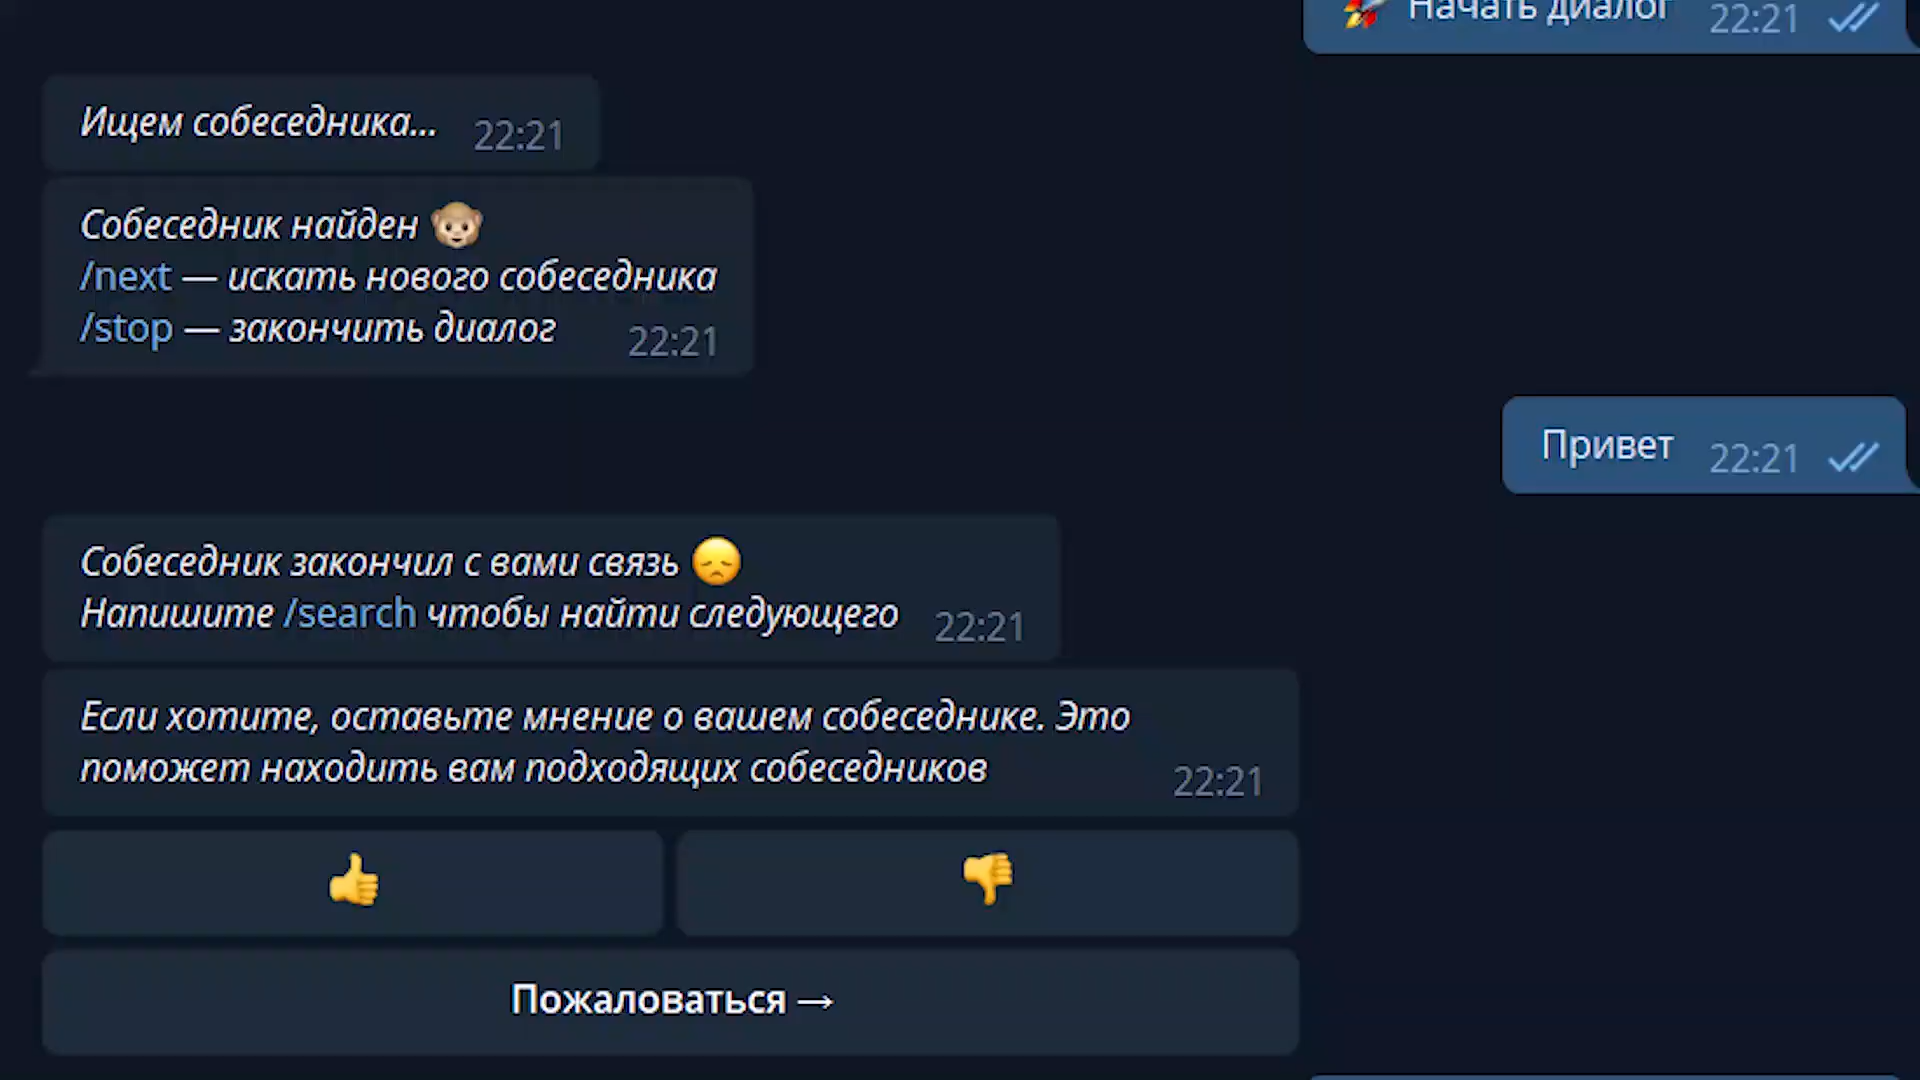 🚀 Начать диалог 22:21
Ищем собеседника... 22:21
Собеседник найден 🐵
/next — искать нового собеседника
/stop — закончить диалог 22:21
Привет 22:21
Собеседник закончил с вами связь 😞
Напишите /search чтобы найти следующего 22:21
Если хотите, оставьте мнение о вашем собеседнике. Это
поможет находить вам подходящих собеседников 22:21
👍 👎
Пожаловаться →